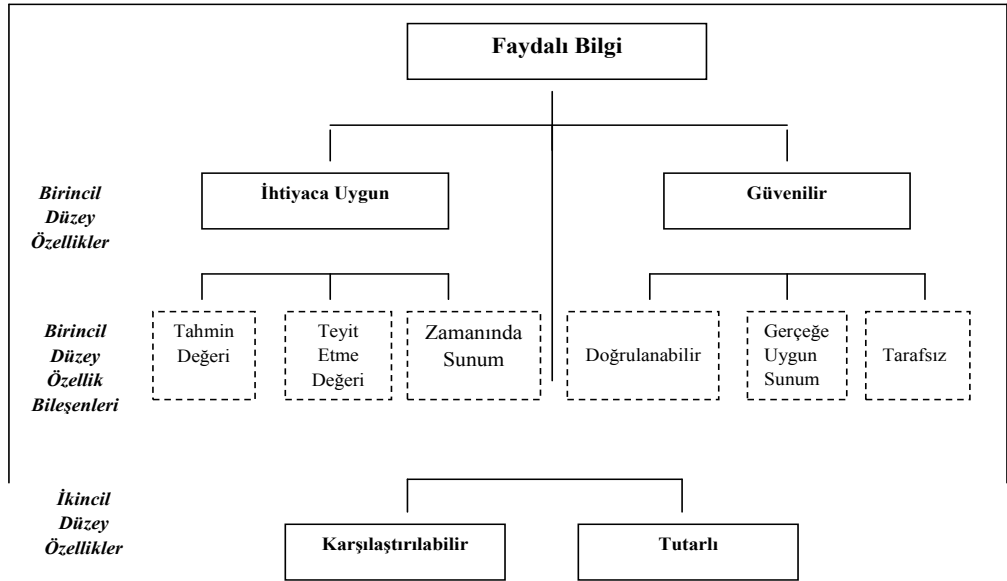 Faydalı Bilgi
Birincil
Düzey
Özellikler
İhtiyaca Uygun
Güvenilir
Birincil
Düzey
Özellik
Bileşenleri
Tahmin
Değeri
Teyit
Etme
Değeri
Zamanında
Sunum
Doğrulanabilir
Gerçeğe
Uygun
Sunum
Tarafsız
İkincil
Düzey
Özellikler
Karşılaştırılabilir
Tutarlı